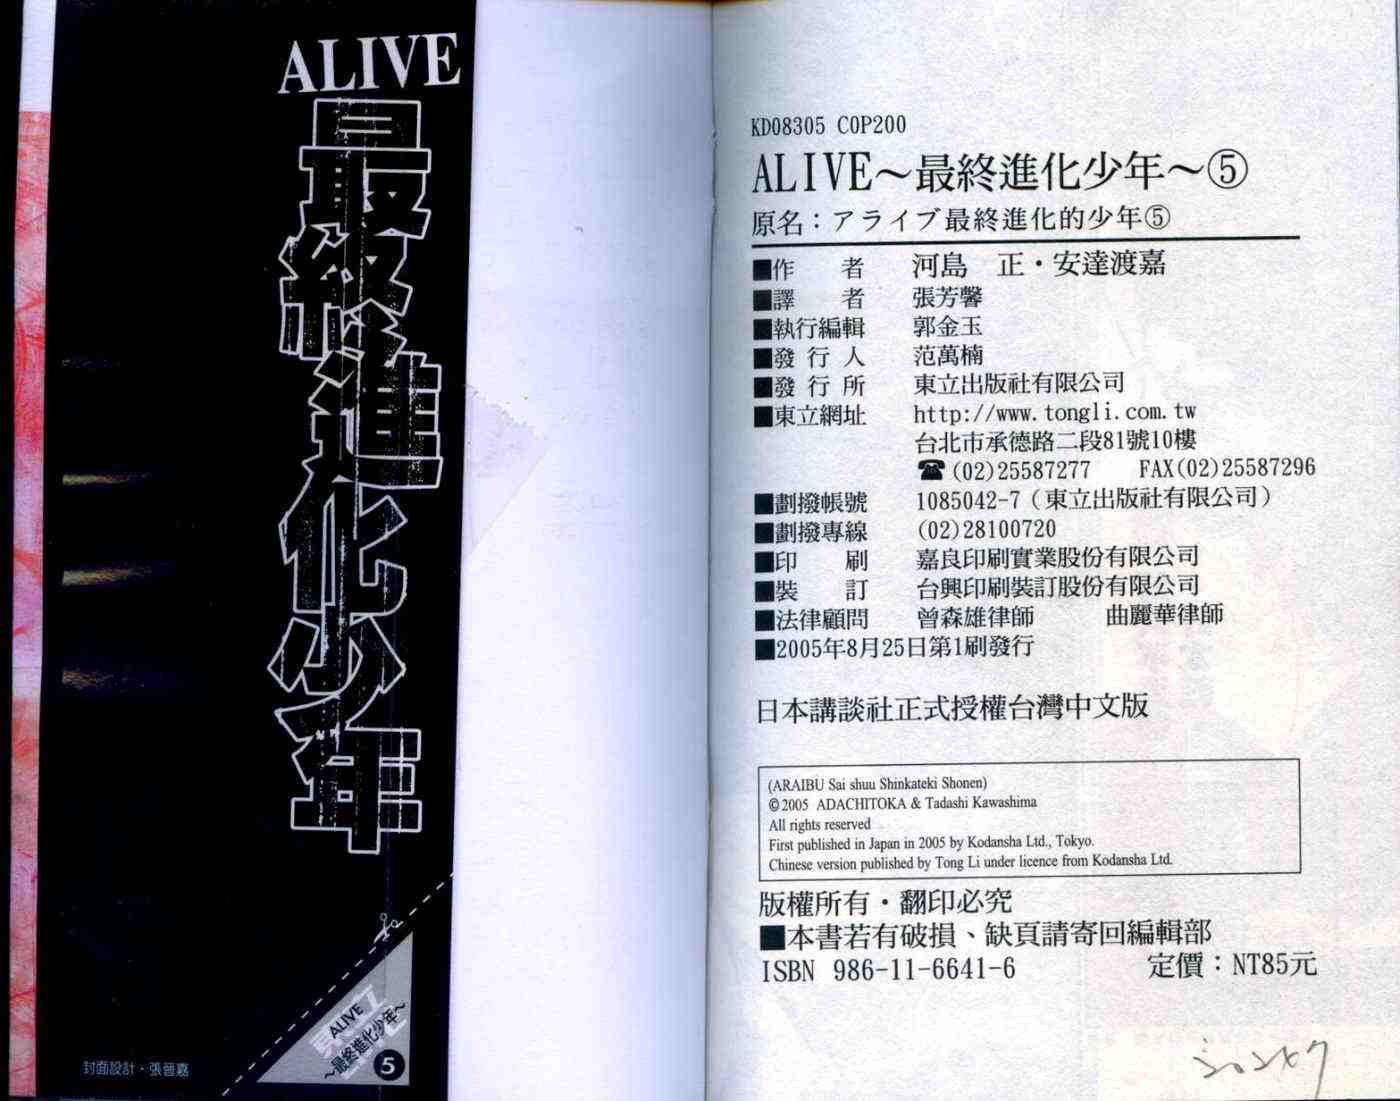 ALIVE
最終進化少年
ALIVE
～最終進化少年～
5
封面設計・張晉嘉
KD08305 COP200
ALIVE～最終進化少年～⑤
原名：アライブ最終進化的少年⑤
■作　者　河島　正・安達渡嘉
■譯　者　張芳馨
■執行編輯　郭金玉
■發行人　范萬楠
■發行所　東立出版社有限公司
■東立網址　http://www.tongli.com.tw
台北市承德路二段81號10樓
☎(02)25587277　FAX(02)25587296
■劃撥帳號　1085042-7（東立出版社有限公司）
■劃撥專線　(02)28100720
■印　刷　嘉良印刷實業股份有限公司
■裝　訂　台興印刷裝訂股份有限公司
■法律顧問　曾森雄律師　曲麗華律師
■2005年8月25日第1刷發行
日本講談社正式授權台灣中文版
(ARAIBU Sai shuu Shinkateki Shonen)
©2005 ADACHITOKA & Tadashi Kawashima
All rights reserved
First published in Japan in 2005 by Kodansha Ltd., Tokyo.
Chinese version published by Tong Li under licence from Kodansha Ltd.
版權所有・翻印必究
■本書若有破損、缺頁請寄回編輯部
ISBN 986-11-6641-6　定價：NT85元